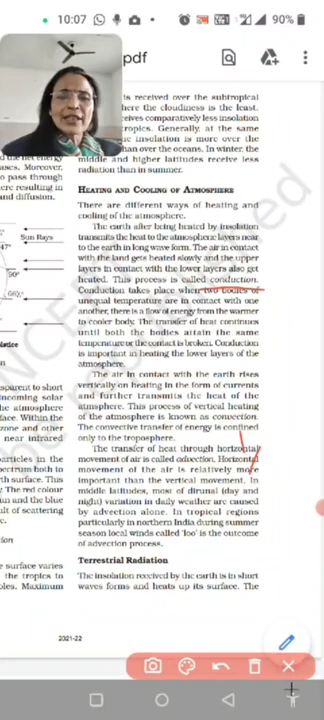 10:07
90%
pdf
ts received over the subtropical
here the cloudiness is the least.
ceives comparatively less insolation
tropics. Generally, at the same
insolation is more over the
than over the oceans. In winter, the
middle and higher latitudes receive less
radiation than in summer.
HEATING AND COOLING OF ATMOSPHERE
There are different ways of heating and
cooling of the atmosphere.
The earth after being heated by insolation
transmits the heat to the atmospheric layers near
to the earth in long wave form. The air in contact
with the land gets heated slowly and the upper
layers in contact with the lower layers also get
heated. This process is called conduction.
Conduction takes place when two bodies of
unequal temperature are in contact with one
another, there is a flow of energy from the warmer
to cooler body. The transfer of heat continues
until both the bodies attain the same
temperature or the contact is broken. Conduction
is important in heating the lower layers of the
atmosphere.
The air in contact with the earth rises
vertically on heating in the form of currents
and further transmits the heat of the
atmosphere. This process of vertical heating
of the atmosphere is known as convection.
The convective transfer of energy is confined
only to the troposphere.
The transfer of heat through horizontal
movement of air is called advection. Horizontal
movement of the air is relatively more
important than the vertical movement. In
middle latitudes, most of dirunal (day and
night) variation in daily weather are caused
by advection alone. In tropical regions
particularly in northern India during summer
season local winds called 'loo' is the outcome
of advection process.
Terrestrial Radiation
The insolation received by the earth is in short
waves forms and heats up its surface. The
d the net energy
ases. Moreover,
o pass through
ere resulting in
and diffusion.
Sun Rays
47°
90°
66½°
olstice
n
sparent to short
incoming solar
he atmosphere
face. Within the
zone and other
near infrared
articles in the
pectrum both to
rth surface. This
y. The red colour
un and the blue
ult of scattering
e.
tion
e surface varies
the tropics to
oles. Maximum
2021-22